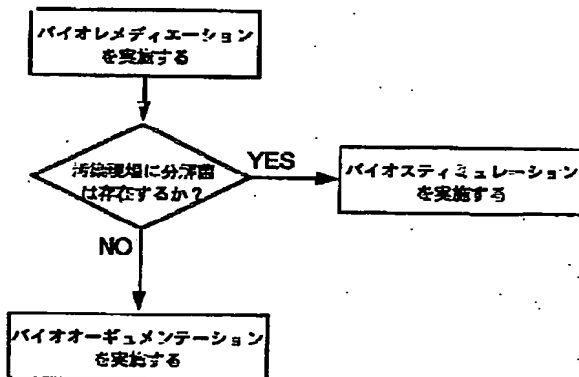 バイオレメディエーション
を実施する
汚染現場に分解菌
は存在するか？
YES
バイオスティミュレーション
を実施する
NO
バイオオーギュメンテーション
を実施する